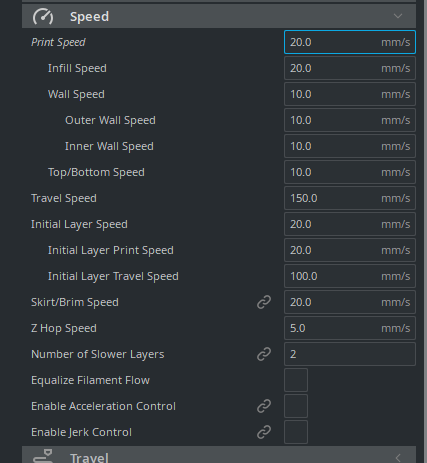 Speed
Print Speed 20.0 mm/s
Infill Speed 20.0 mm/s
Wall Speed 10.0 mm/s
Outer Wall Speed 10.0 mm/s
Inner Wall Speed 10.0 mm/s
Top/Bottom Speed 10.0 mm/s
Travel Speed 150.0 mm/s
Initial Layer Speed 20.0 mm/s
Initial Layer Print Speed 20.0 mm/s
Initial Layer Travel Speed 100.0 mm/s
Skirt/Brim Speed 20.0 mm/s
Z Hop Speed 5.0 mm/s
Number of Slower Layers 2
Equalize Filament Flow
Enable Acceleration Control
Enable Jerk Control
Travel